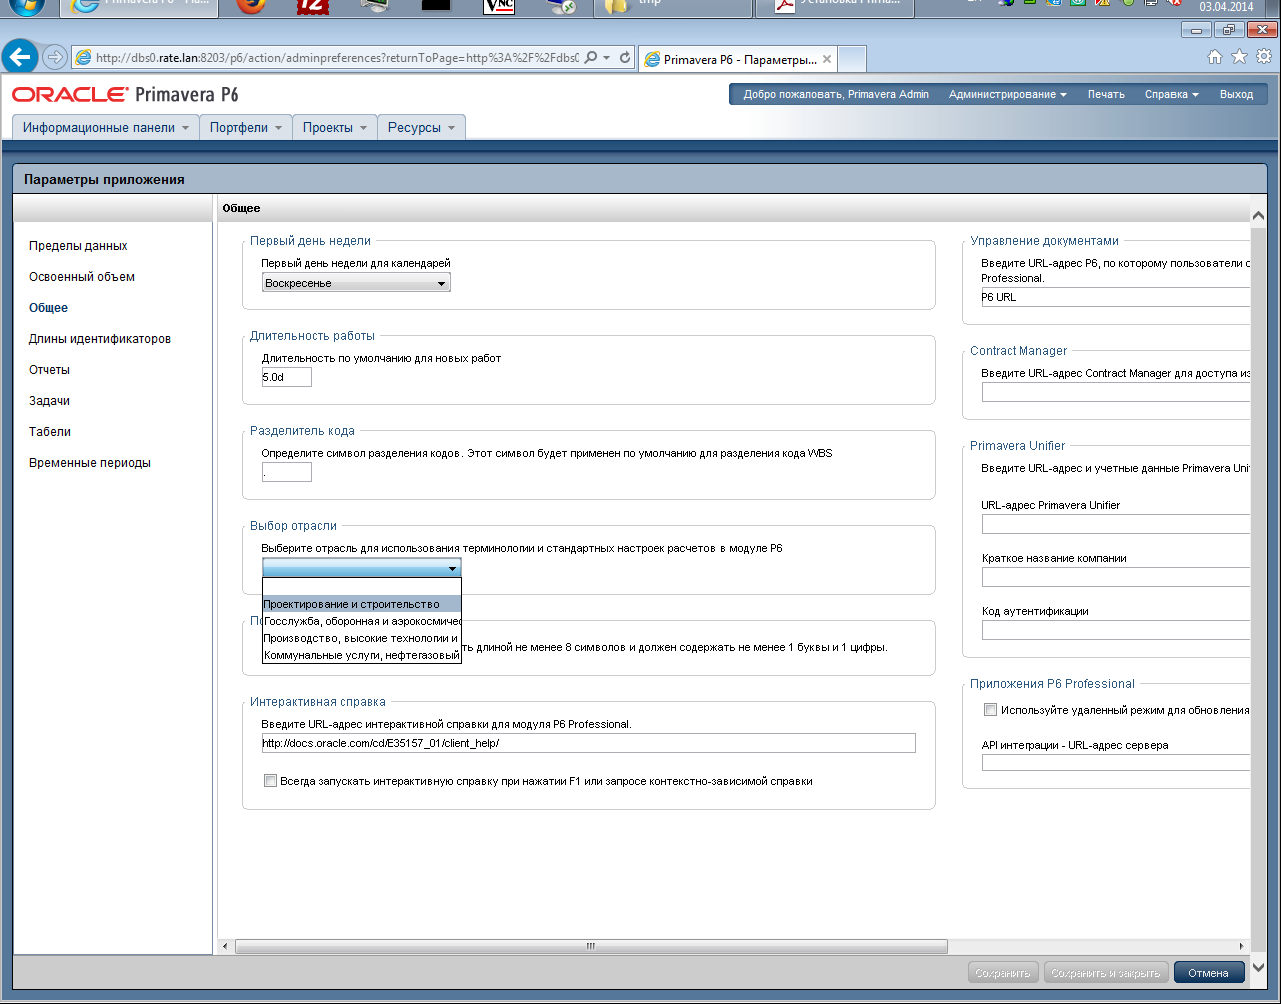 Primavera P6 - Па...
12
VNC
tmp
Установка Prima...
03.04.2014
http://dbs0.rate.lan:8203/p6/action/adminpreferences?returnToPage=http%3A%2F%2Fdbs0
Primavera P6 - Параметры...
ORACLE Primavera P6
Добро пожаловать, Primavera Admin
Администрирование
Печать
Справка
Выход
Информационные панели
Портфели
Проекты
Ресурсы
Параметры приложения
Общее
Пределы данных
Освоенный объем
Общее
Длины идентификаторов
Отчеты
Задачи
Табели
Временные периоды
Первый день недели
Первый день недели для календарей
Воскресенье
Длительность работы
Длительность по умолчанию для новых работ
5.0d
Разделитель кода
Определите символ разделения кодов. Этот символ будет применен по умолчанию для разделения кода WBS
.
Выбор отрасли
Выберите отрасль для использования терминологии и стандартных настроек расчетов в модуле P6
Проектирование и строительство
Госслужба, оборонная и аэрокосмичес
Производство, высокие технологии и
Коммунальные услуги, нефтегазовый
ть длиной не менее 8 символов и должен содержать не менее 1 буквы и 1 цифры.
Интерактивная справка
Введите URL-адрес интерактивной справки для модуля P6 Professional.
http://docs.oracle.com/cd/E35157_01/client_help/
Всегда запускать интерактивную справку при нажатии F1 или запросе контекстно-зависимой справки
Управление документами
Введите URL-адрес P6, по которому пользователи с
Professional.
P6 URL
Contract Manager
Введите URL-адрес Contract Manager для доступа из
Primavera Unifier
Введите URL-адрес и учетные данные Primavera Uni
URL-адрес Primavera Unifier
Краткое название компании
Код аутентификации
Приложения P6 Professional
Используйте удаленный режим для обновления
API интеграции - URL-адрес сервера
Сохранить
Сохранить и закрыть
Отмена